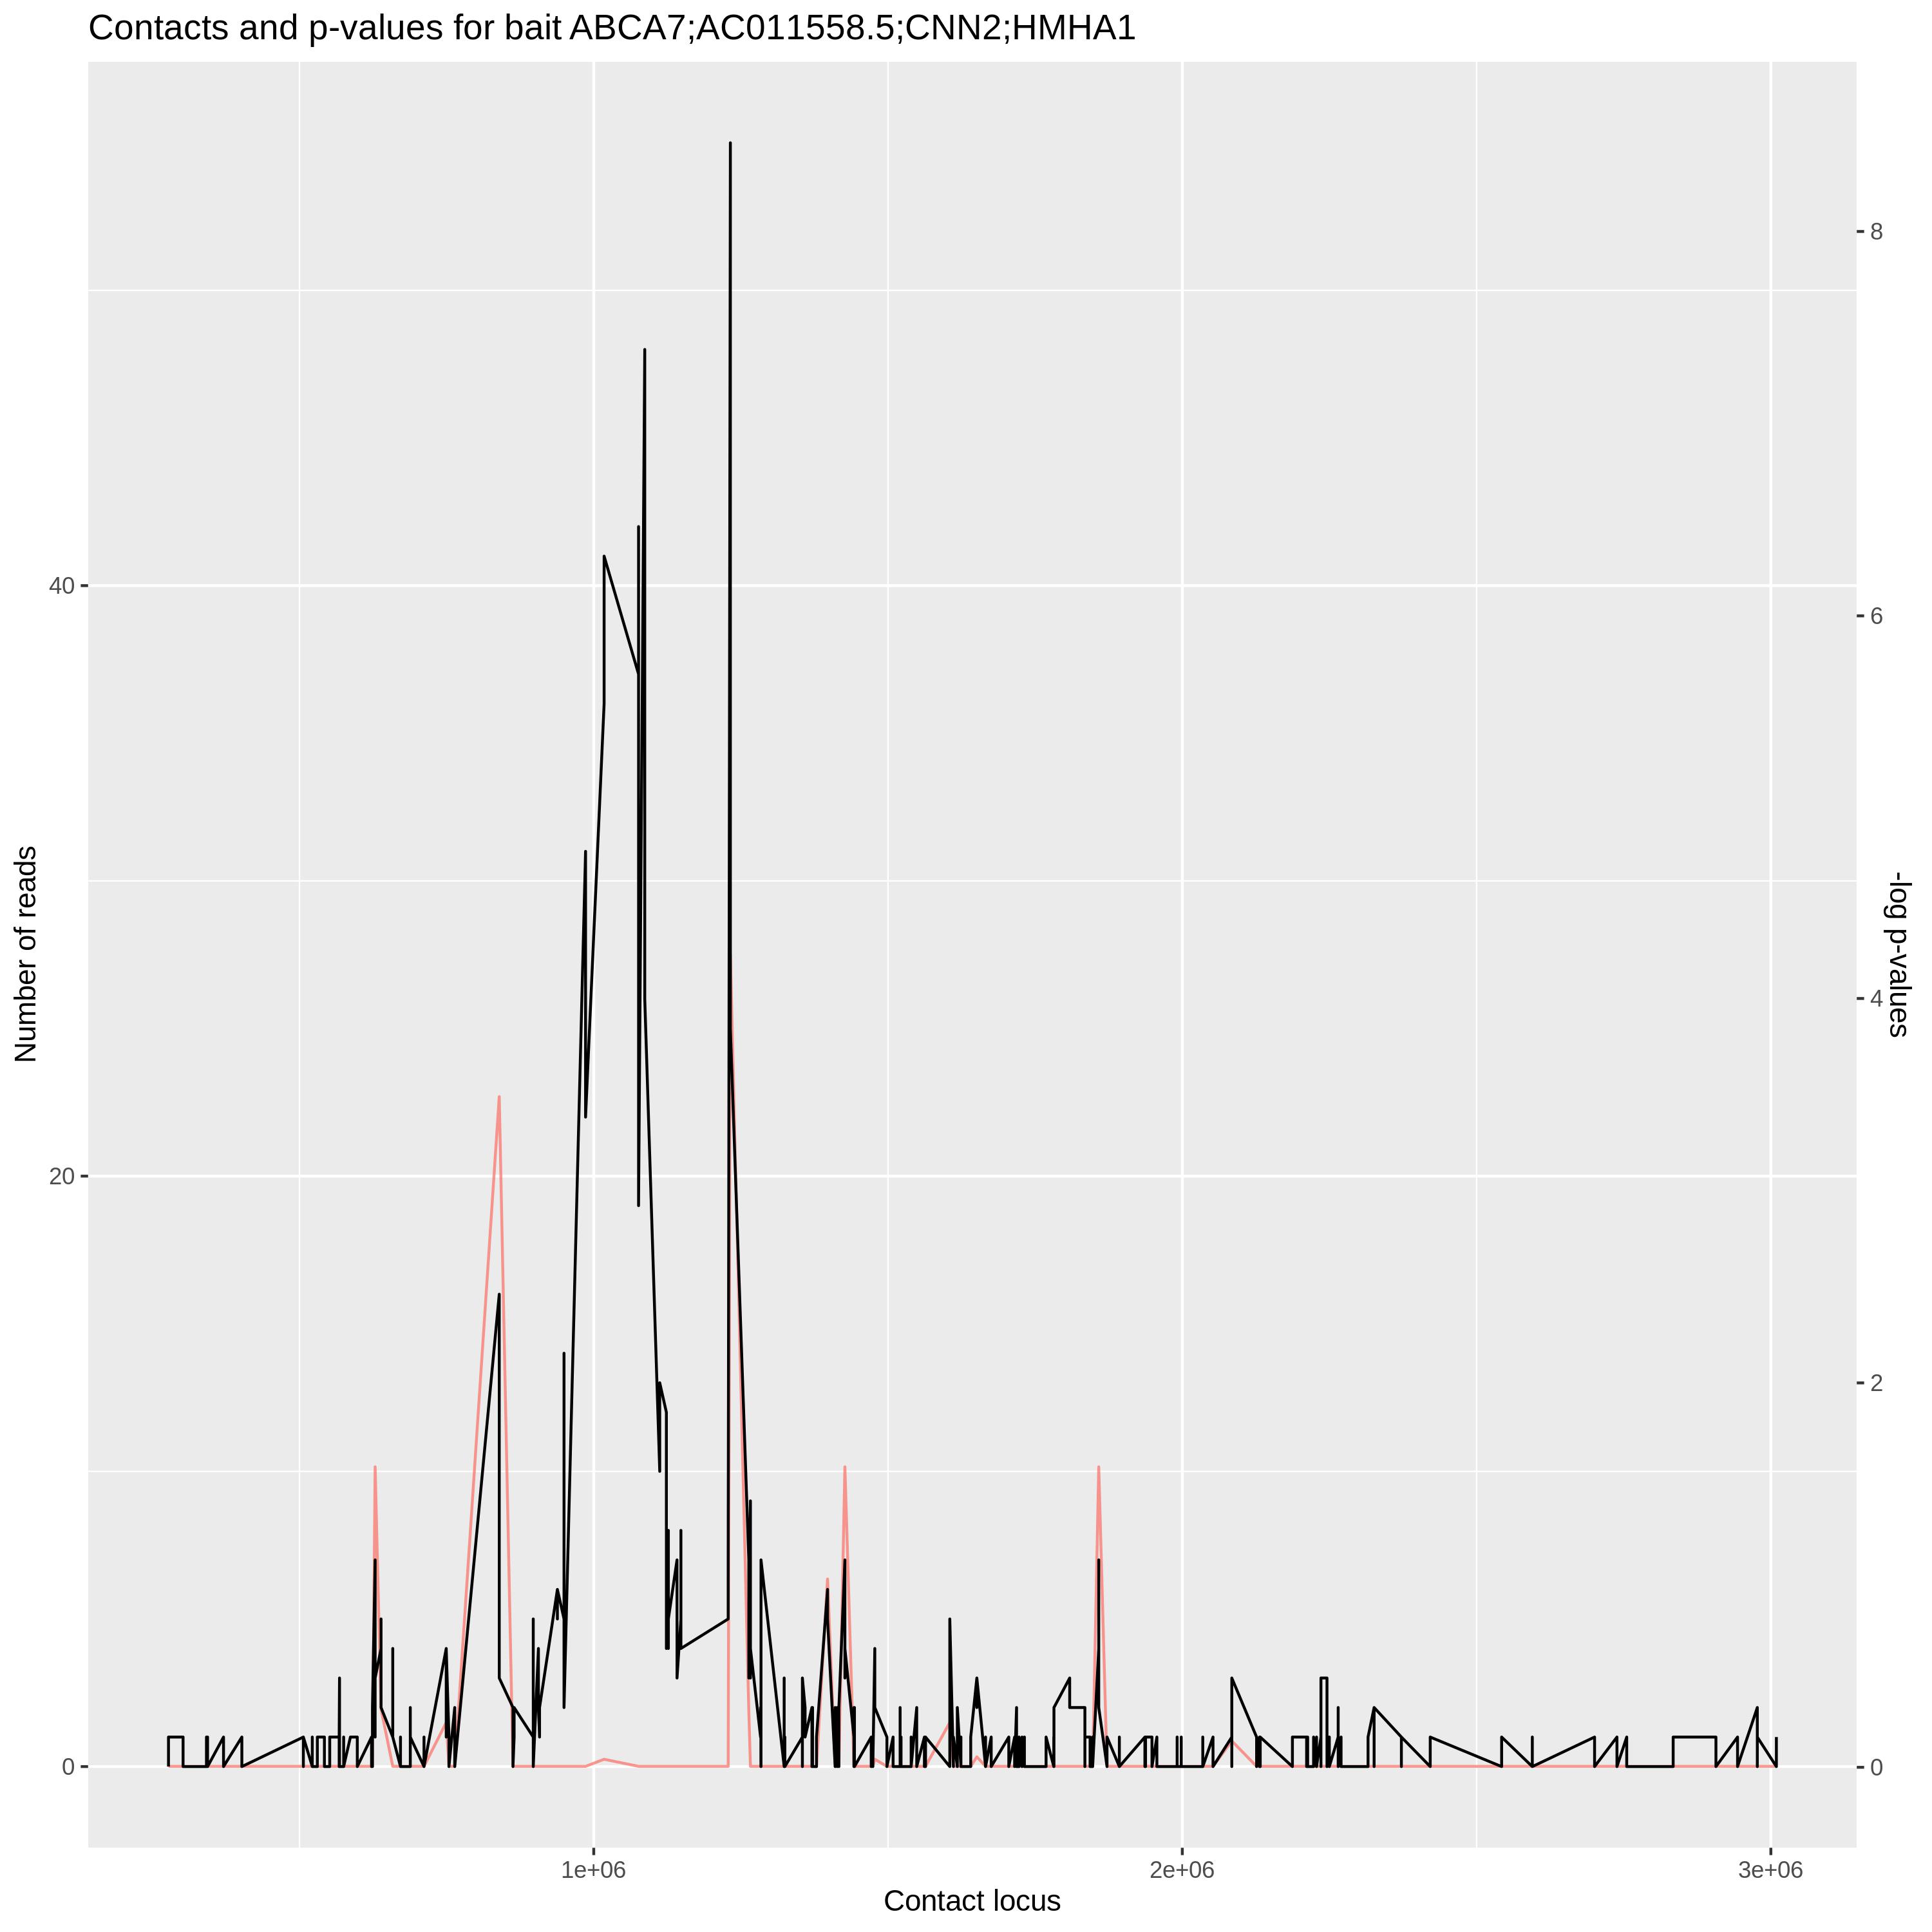 Contacts and p-values for bait ABCA7;AC011558.5;CNN2;HMHA1
8
40
6
Number of reads
-log p-values
4
20
2
0
0
1e+06
2e+06
3e+06
Contact locus